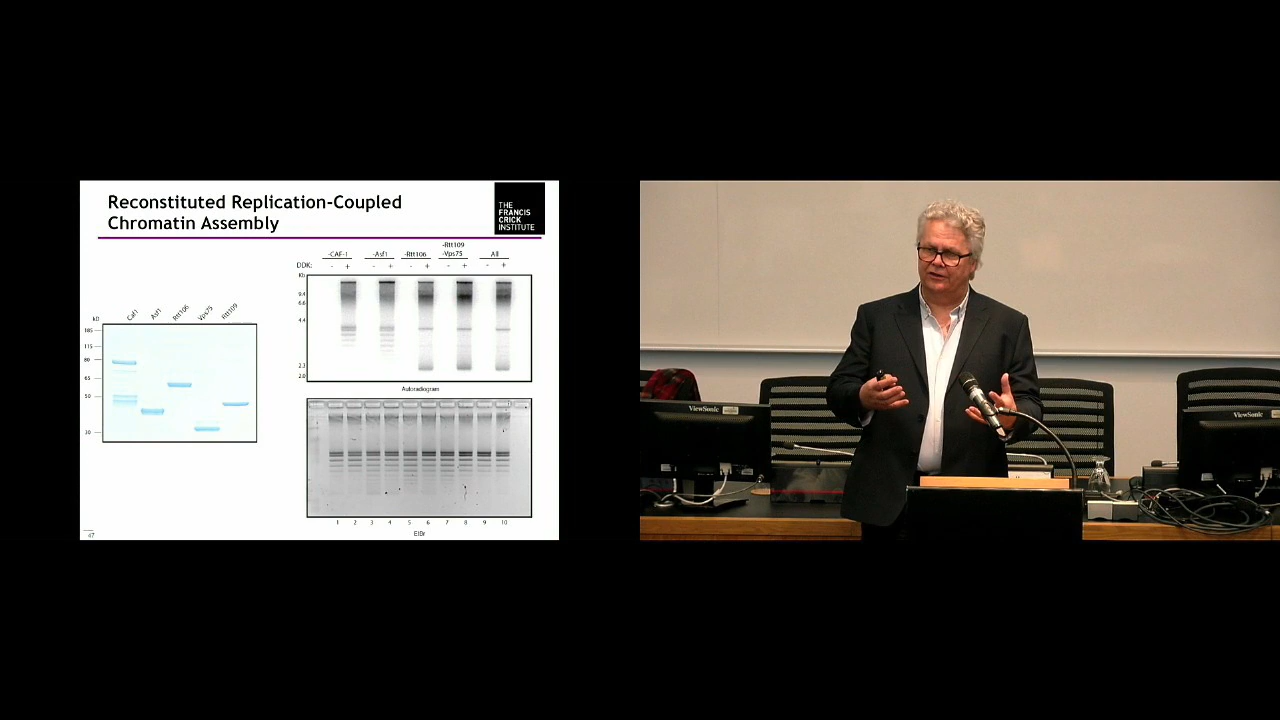 Reconstituted Replication-Coupled
Chromatin Assembly
THE
FRANCIS
CRICK
INSTITUTE
kD
185
115
80
65
50
30
Caf1
Asf1
Rtt106
Vps75
Rtt109
-CAF-1
-Asf1
-Rtt106
-Rtt109
-Vps75
All
DDK: - + - + - + - + - +
Kb
9.4
6.6
4.4
2.3
2.0
Autoradiogram
1 2 3 4 5 6 7 8 9 10
EtBr
47
ViewSonic
ViewSonic